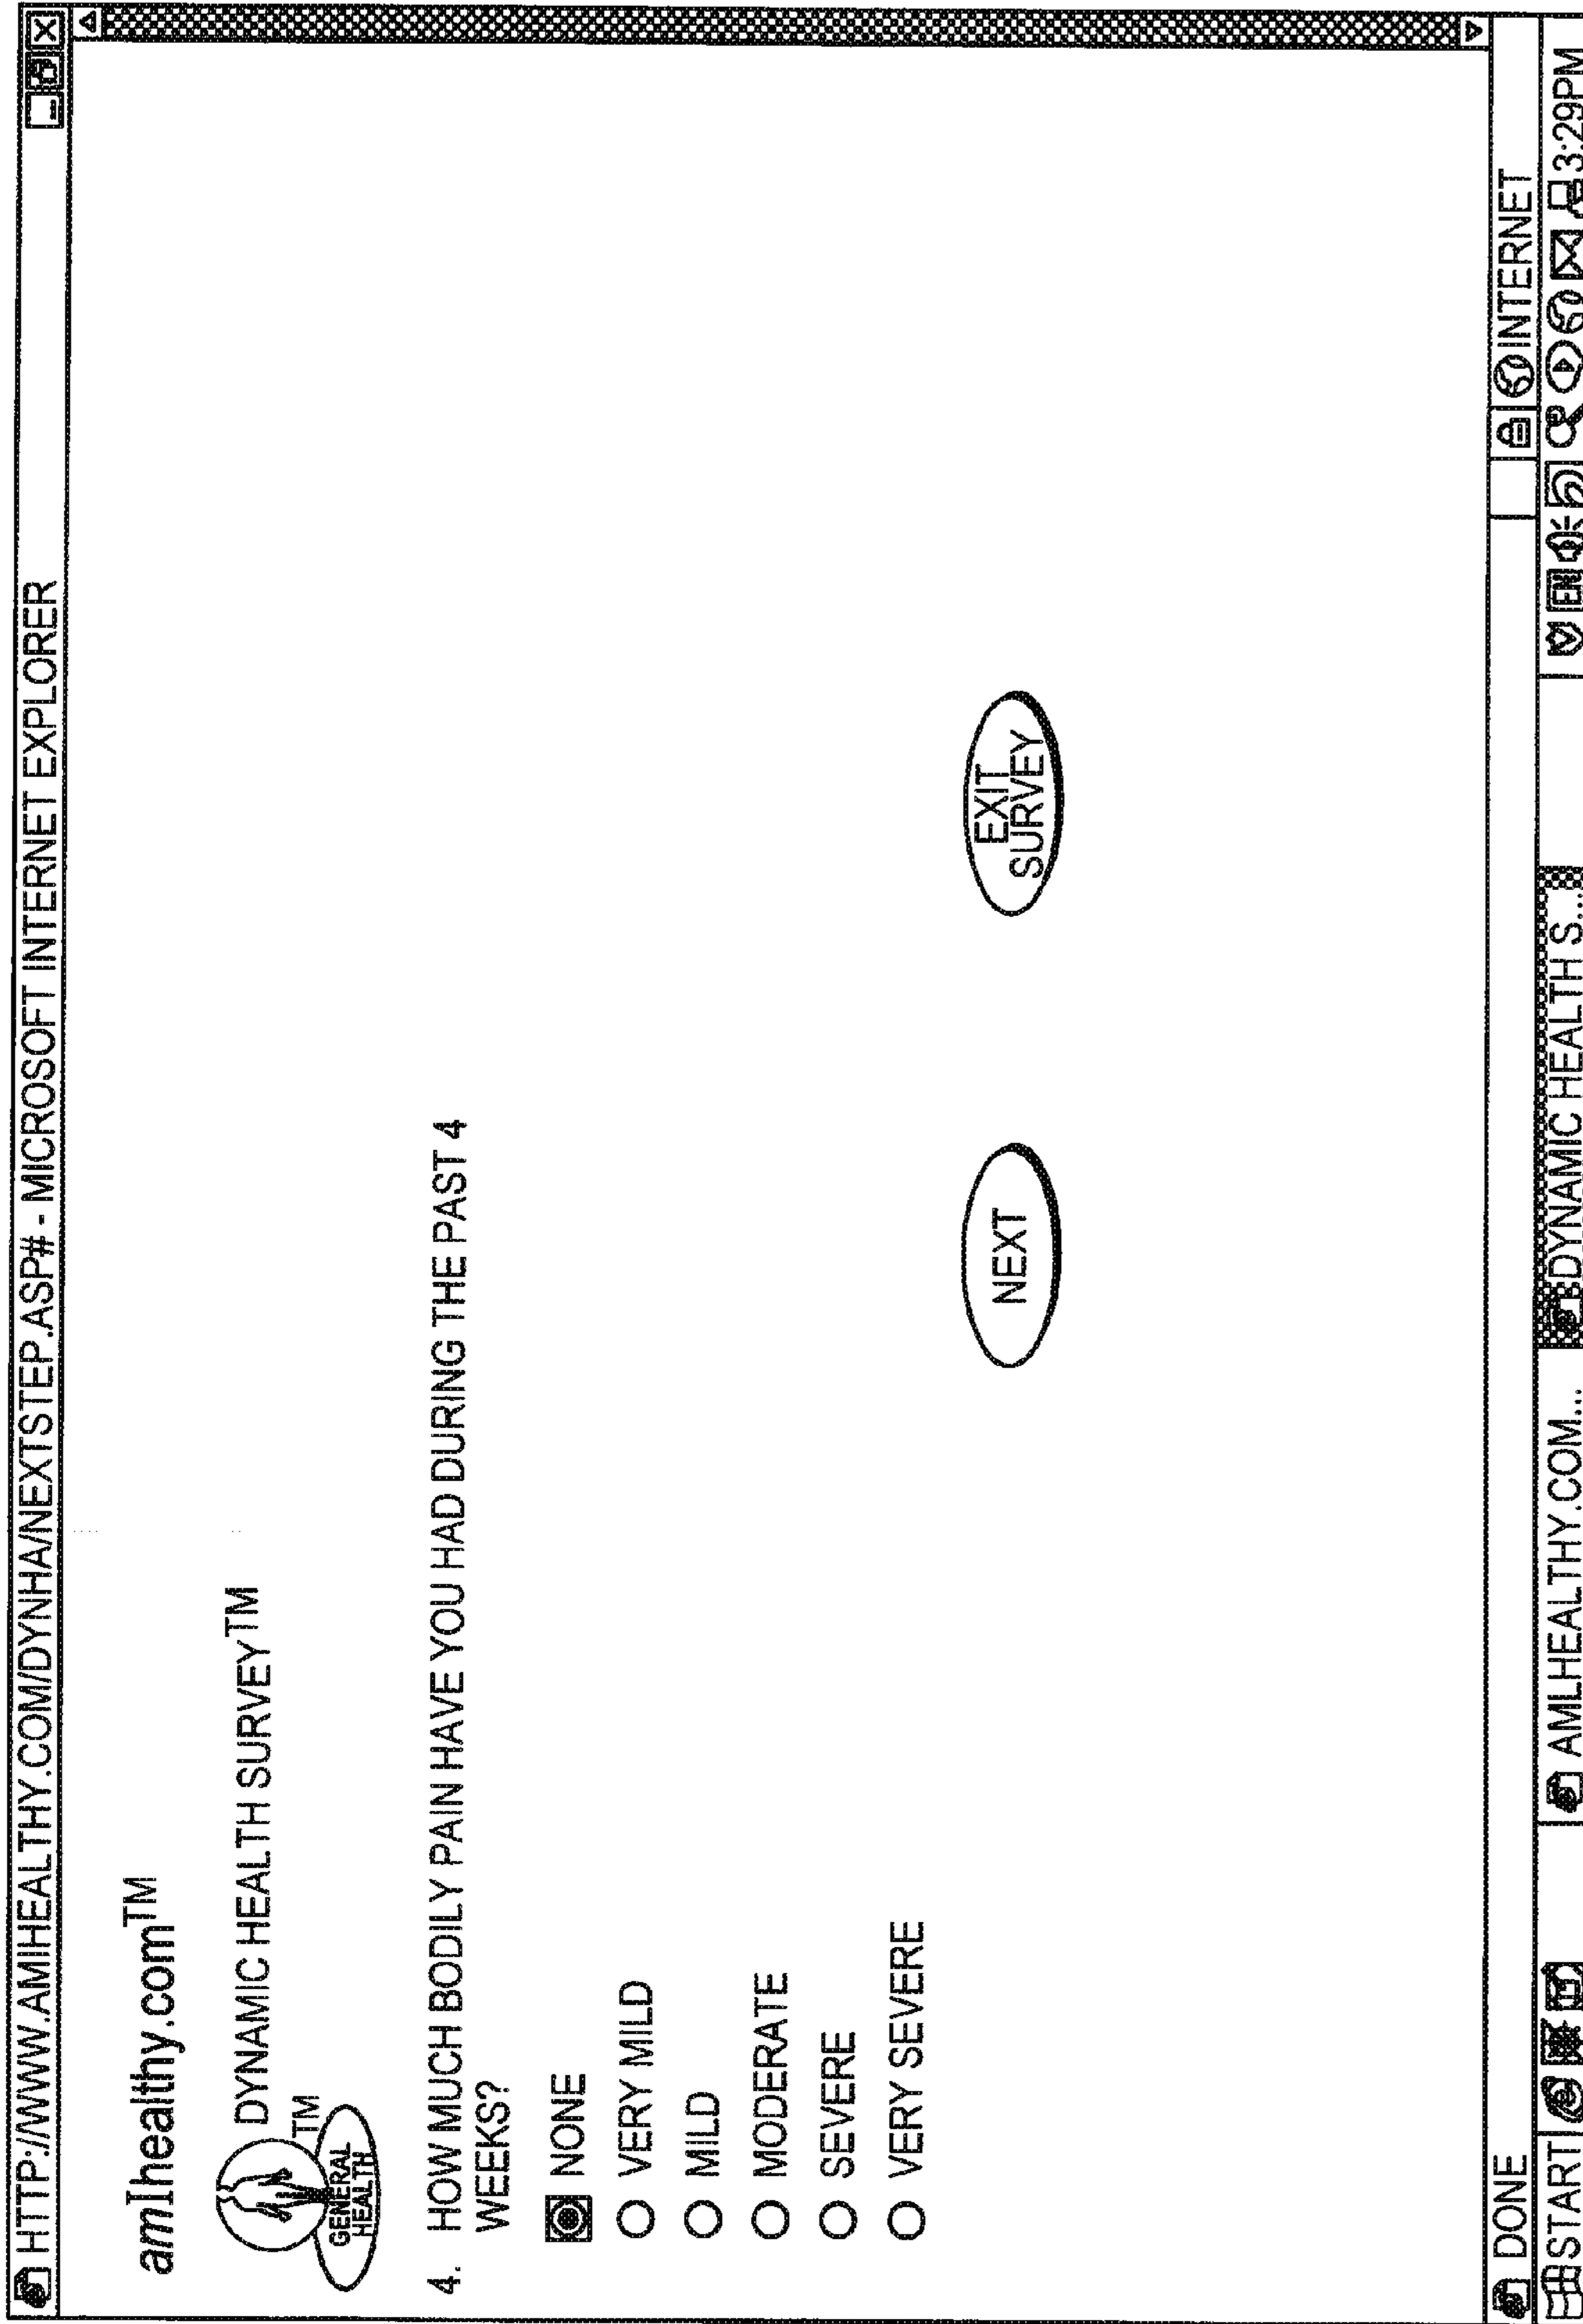 HTTP://WWW.AMIHEALTHY.COM/DYNHA/NEXTSTEP.ASP# - MICROSOFT INTERNET EXPLORER
amIhealthy.com™
DYNAMIC HEALTH SURVEY™
TM
GENERAL
HEALTH
4. HOW MUCH BODILY PAIN HAVE YOU HAD DURING THE PAST 4
WEEKS?
NONE
VERY MILD
MILD
MODERATE
SEVERE
VERY SEVERE
NEXT
EXIT
SURVEY
DONE
INTERNET
START
AMLHEALTHY.COM...
DYNAMIC HEALTH S...
EN
3:29PM